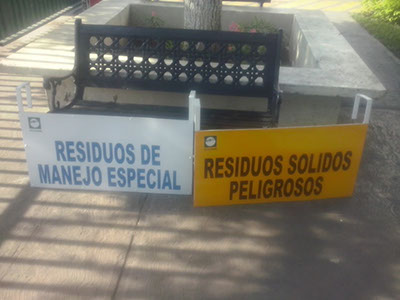 RESIDUOS DE
MANEJO ESPECIAL
RESIDUOS SOLIDOS
PELIGROSOS